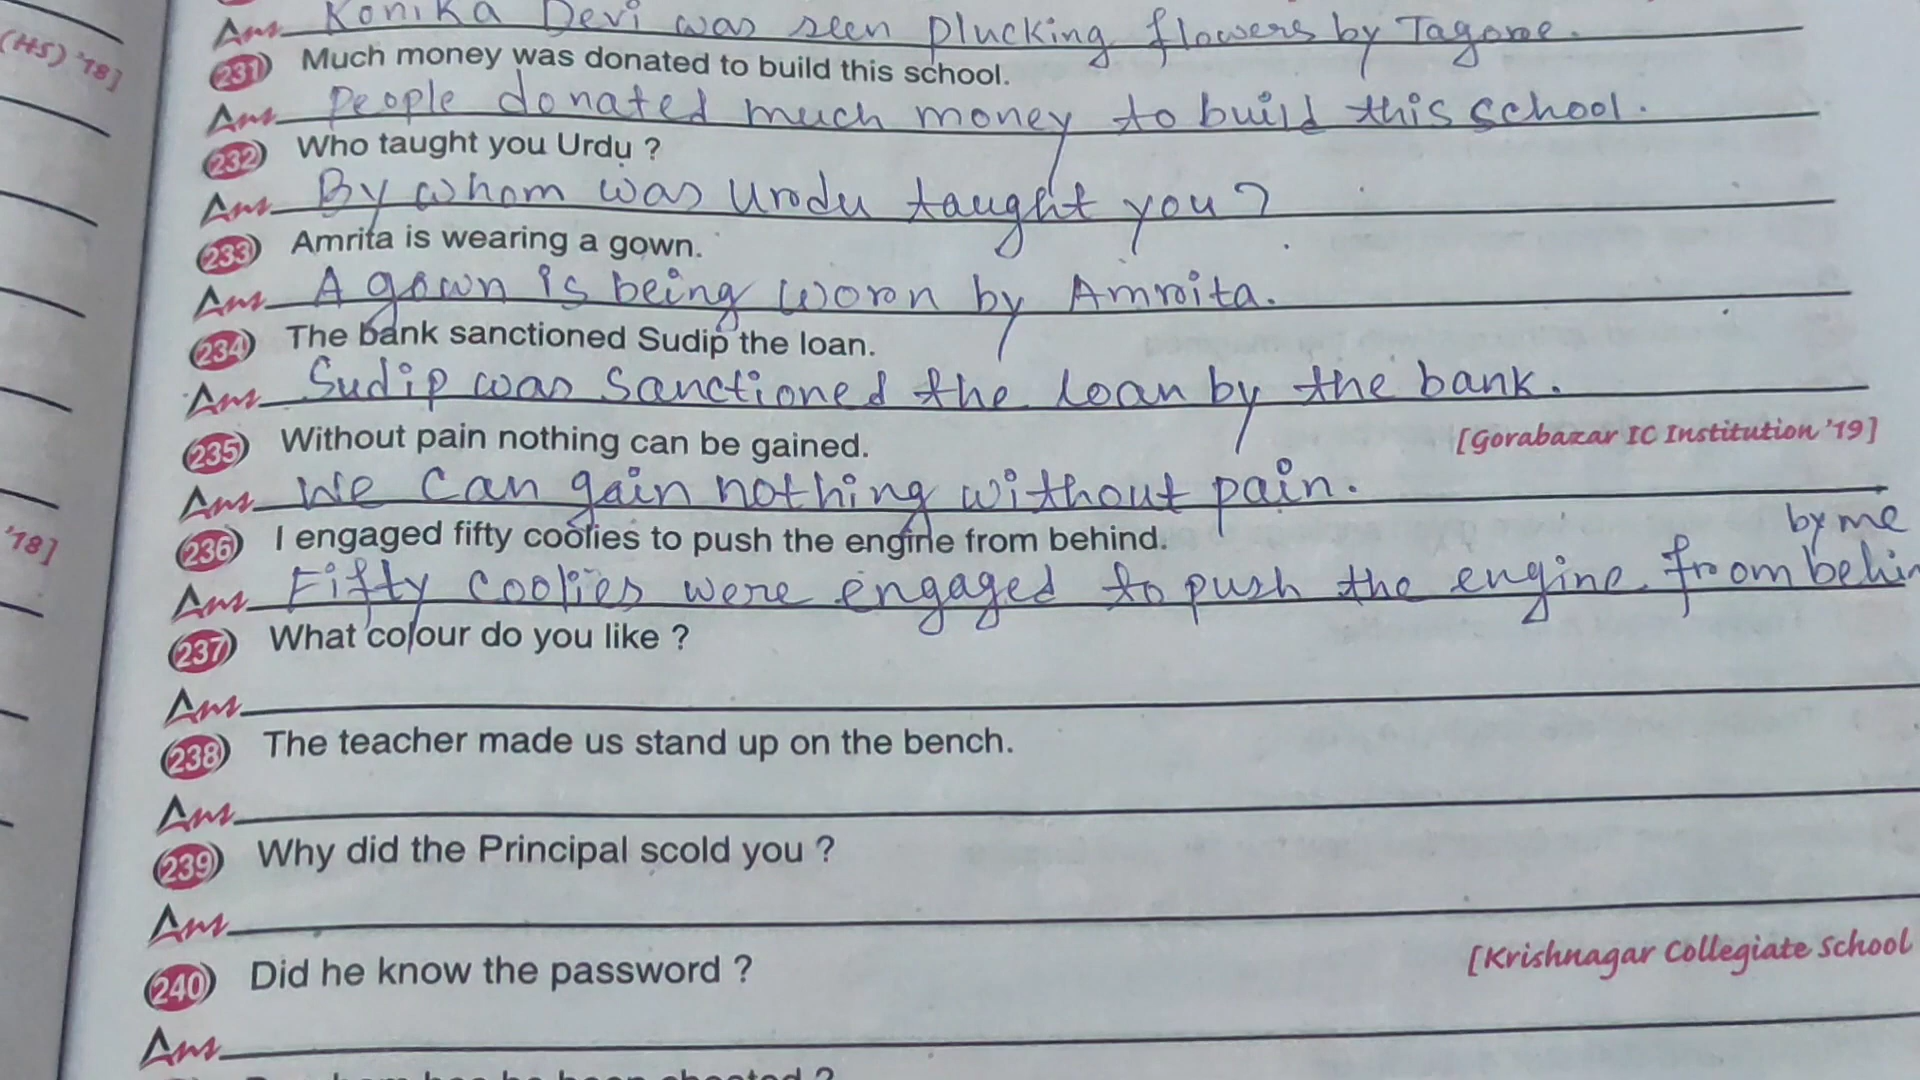 Ans Konika Devi was seen plucking flowers by Tagore.
(HS) '18]
231 Much money was donated to build this school.
Ans People donated much money to build this school.
232 Who taught you Urdu ?
Ans By whom was Urdu taught you?
233 Amrita is wearing a gown.
Ans A gown is being worn by Amrita.
234 The bank sanctioned Sudip the loan.
Ans Sudip was sanctioned the loan by the bank.
235 Without pain nothing can be gained. [Gorabazar IC Institution '19]
Ans We can gain nothing without pain.
'18]
236 I engaged fifty coolies to push the engine from behind.
by me
Ans Fifty coolies were engaged to push the engine from behin
237 What colour do you like ?
Ans
238 The teacher made us stand up on the bench.
Ans
239 Why did the Principal scold you ?
Ans
240 Did he know the password ? [Krishnagar Collegiate School
Ans